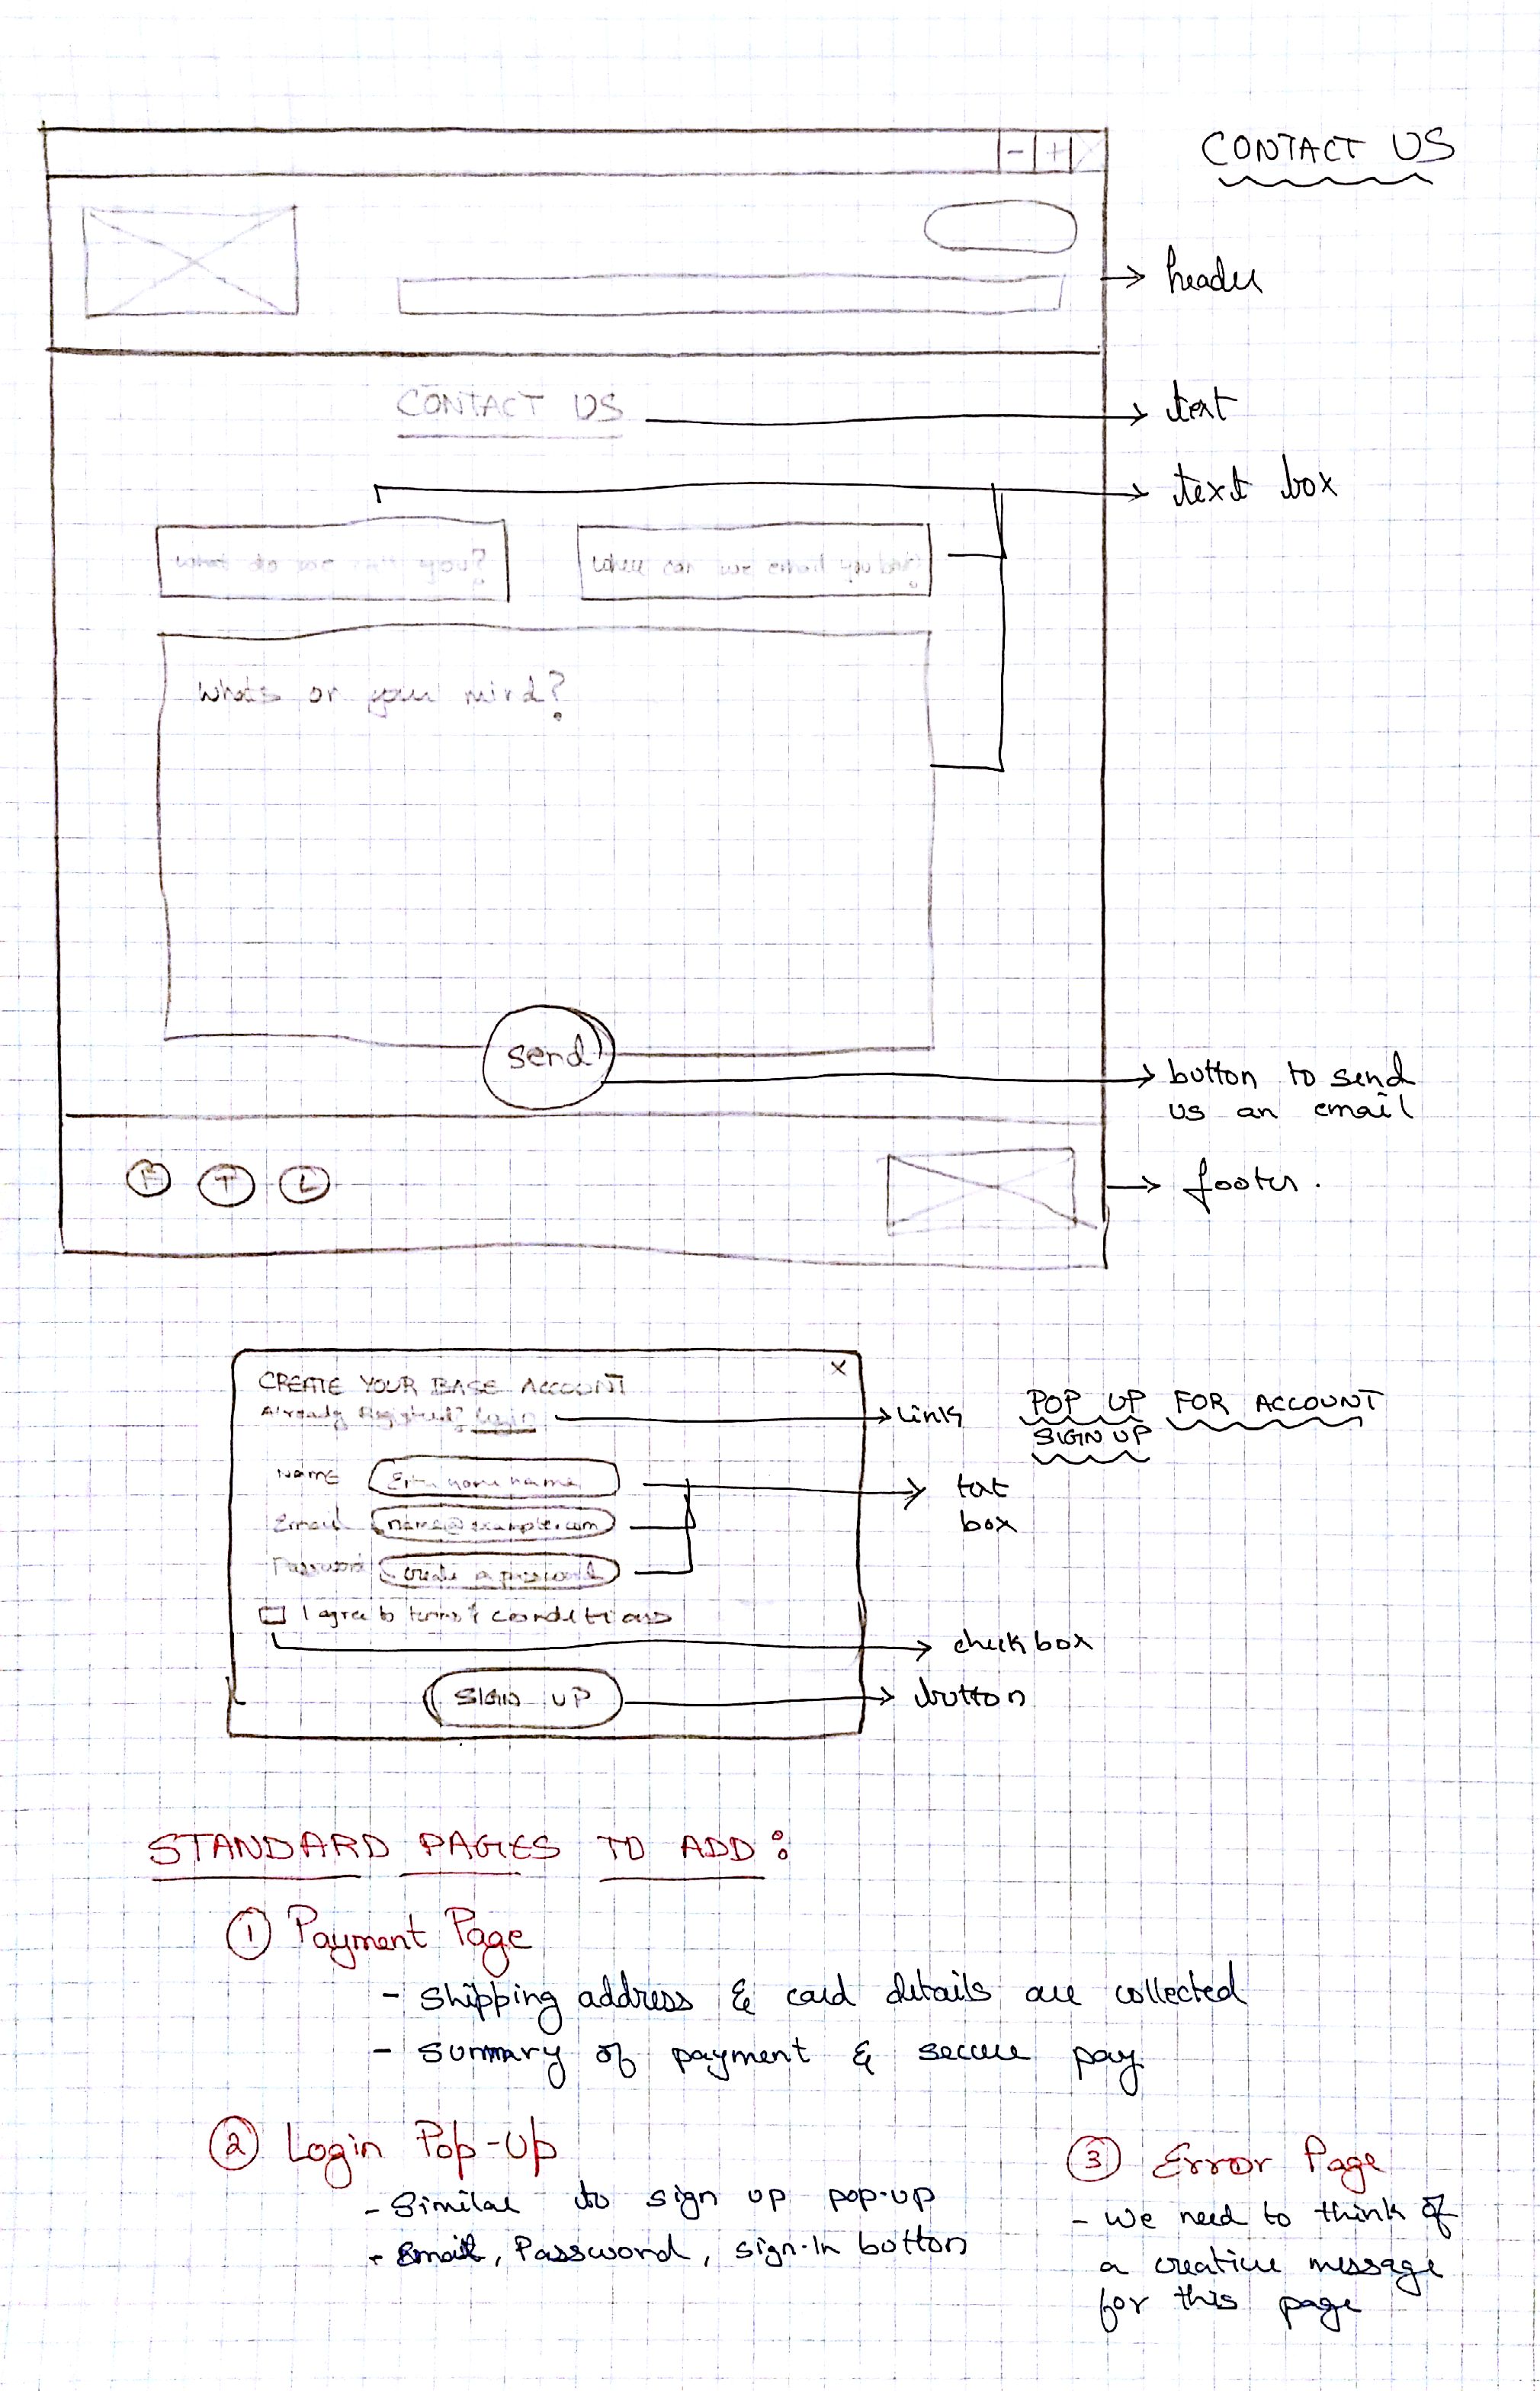 CONTACT US
header
CONTACT US
text
text box
What do we call you?
Where can we email you back?
Whats on your mind?
send
button to send
us an email
F T L
footer.
CREATE YOUR BASE ACCOUNT X
Already Registered? Login
Link
POP UP FOR ACCOUNT
SIGN UP
NAME Enter your name
text
box
Email name@example.com
Password create a password
I agree to terms & conditions
check box
SIGN UP
button
STANDARD PAGES TO ADD:
1 Payment Page
- Shipping address & card details are collected
- Summary of payment & secure pay
2 Login Pop-Up
- Similar to sign up pop-up
- Email, Password, sign-In button
3 Error Page
- We need to think of
a creative message
for this page